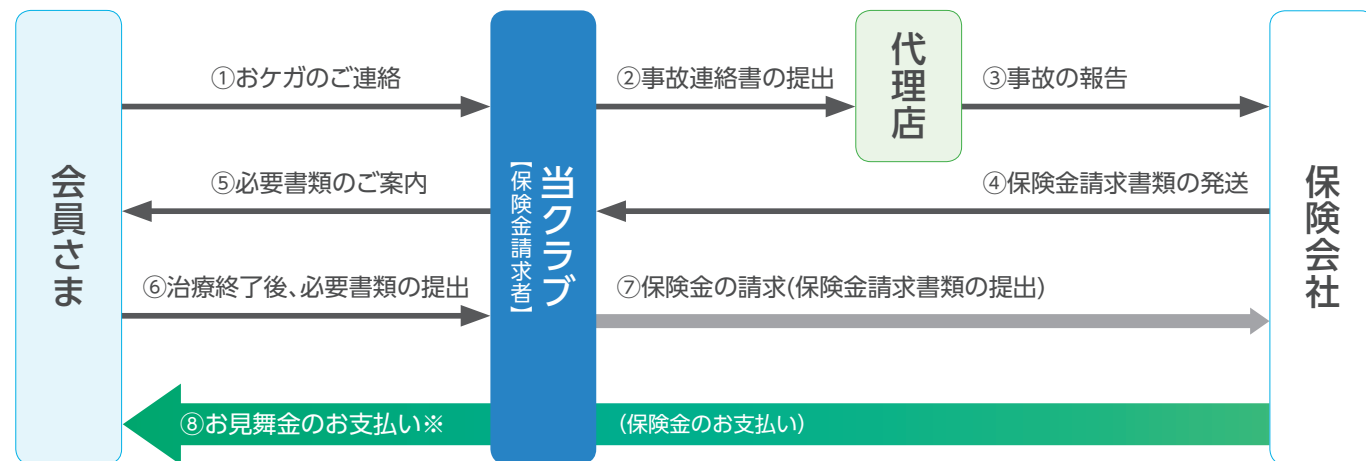 会員さま
①おケガのご連絡
当クラブ
【保険金請求者】
②事故連絡書の提出
代理店
③事故の報告
保険会社
④保険金請求書類の発送
⑤必要書類のご案内
⑥治療終了後、必要書類の提出
⑦保険金の請求(保険金請求書類の提出)
⑧お見舞金のお支払い※
(保険金のお支払い)